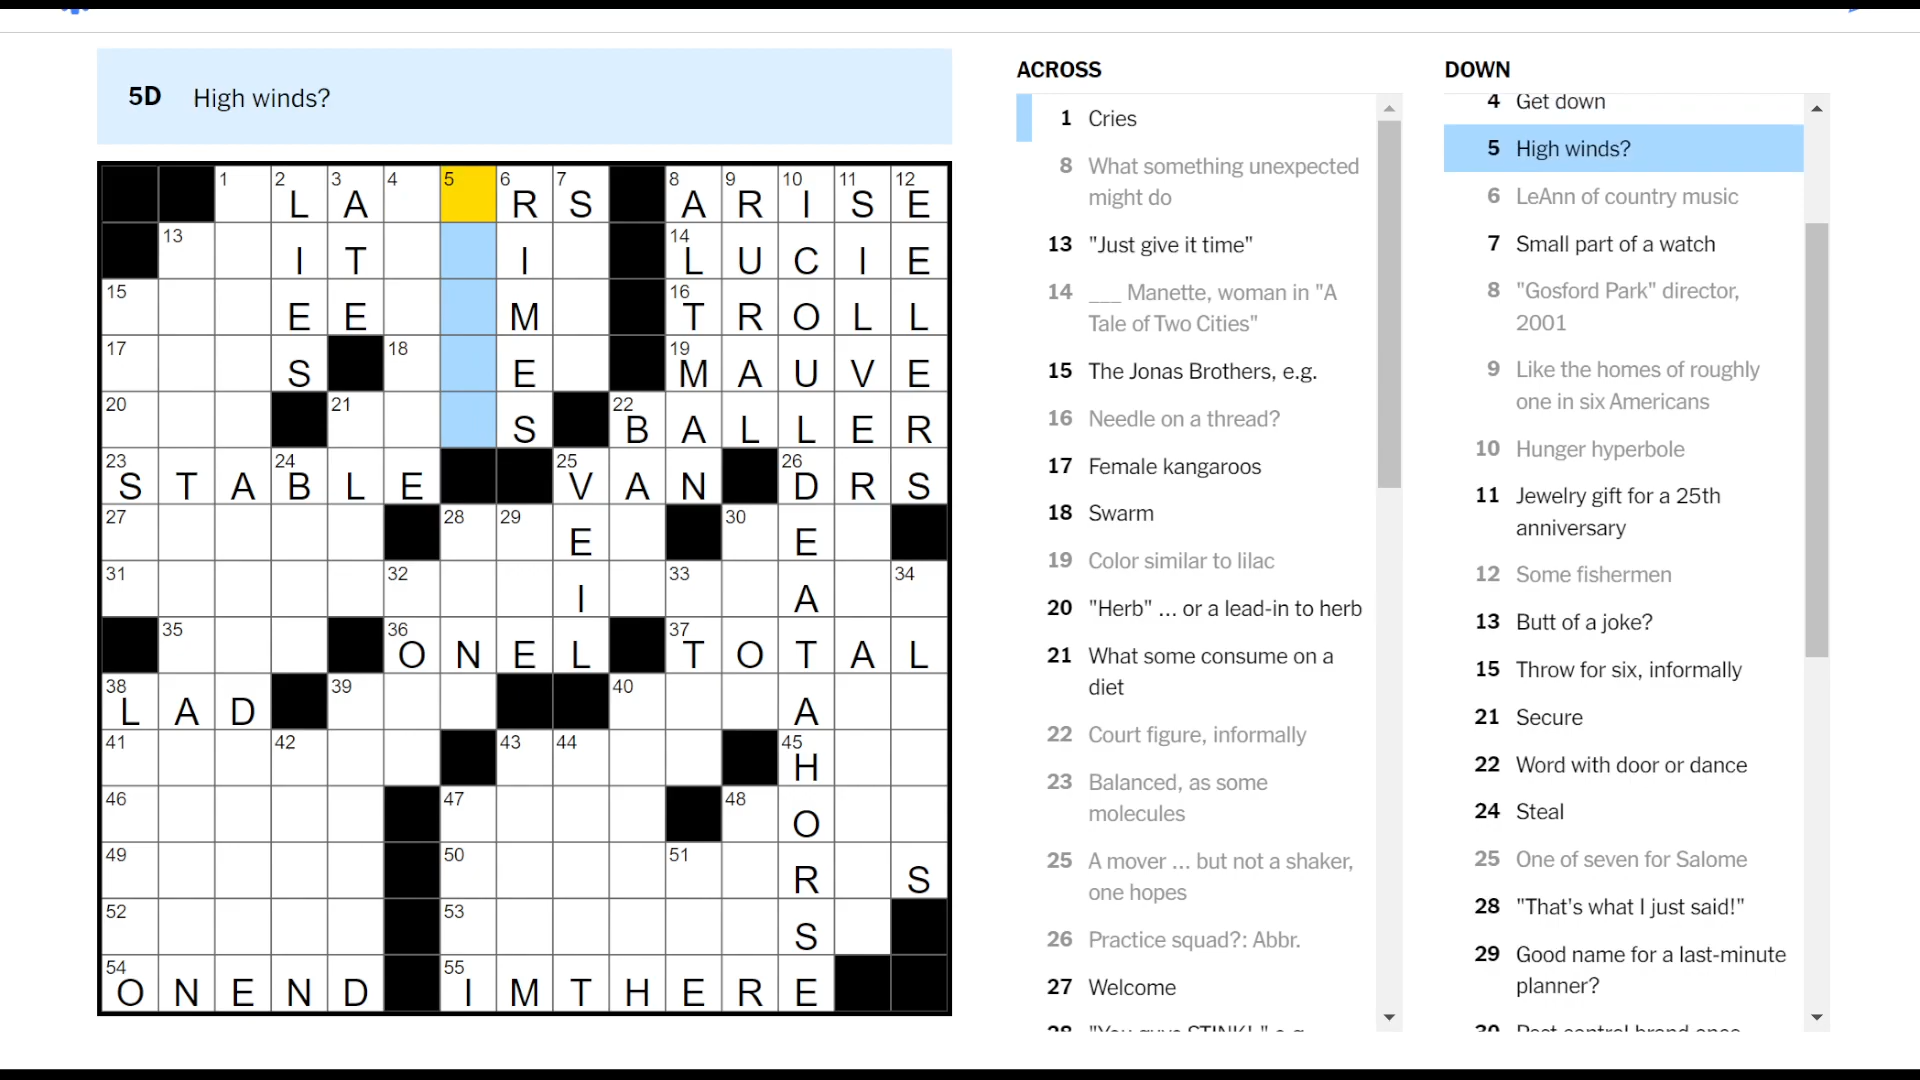 5D High winds?
1 2 L 3 A 4 5 6 R 7 S 8 A 9 R 10 I 11 S 12 E
13 I T I 14 L U C I E
15 E E M 16 T R O L L
17 S 18 E 19 M A U V E
20 21 S 22 B A L L E R
23 S T A 24 B L E 25 V A N 26 D R S
27 28 29 E 30 E
31 32 I 33 A 34
35 36 O N E L 37 T O T A L
38 L A D 39 40 A
41 42 43 44 45 H
46 47 48 O
49 50 51 R S
52 53 S
54 O N E N D 55 I M T H E R E
ACROSS
1 Cries
8 What something unexpected
might do
13 "Just give it time"
14 ___ Manette, woman in "A
Tale of Two Cities"
15 The Jonas Brothers, e.g.
16 Needle on a thread?
17 Female kangaroos
18 Swarm
19 Color similar to lilac
20 "Herb" ... or a lead-in to herb
21 What some consume on a
diet
22 Court figure, informally
23 Balanced, as some
molecules
25 A mover ... but not a shaker,
one hopes
26 Practice squad?: Abbr.
27 Welcome
28 "You guys STINK!," e.g.
DOWN
4 Get down
5 High winds?
6 LeAnn of country music
7 Small part of a watch
8 "Gosford Park" director,
2001
9 Like the homes of roughly
one in six Americans
10 Hunger hyperbole
11 Jewelry gift for a 25th
anniversary
12 Some fishermen
13 Butt of a joke?
15 Throw for six, informally
21 Secure
22 Word with door or dance
24 Steal
25 One of seven for Salome
28 "That's what I just said!"
29 Good name for a last-minute
planner?
30 Pest control brand once